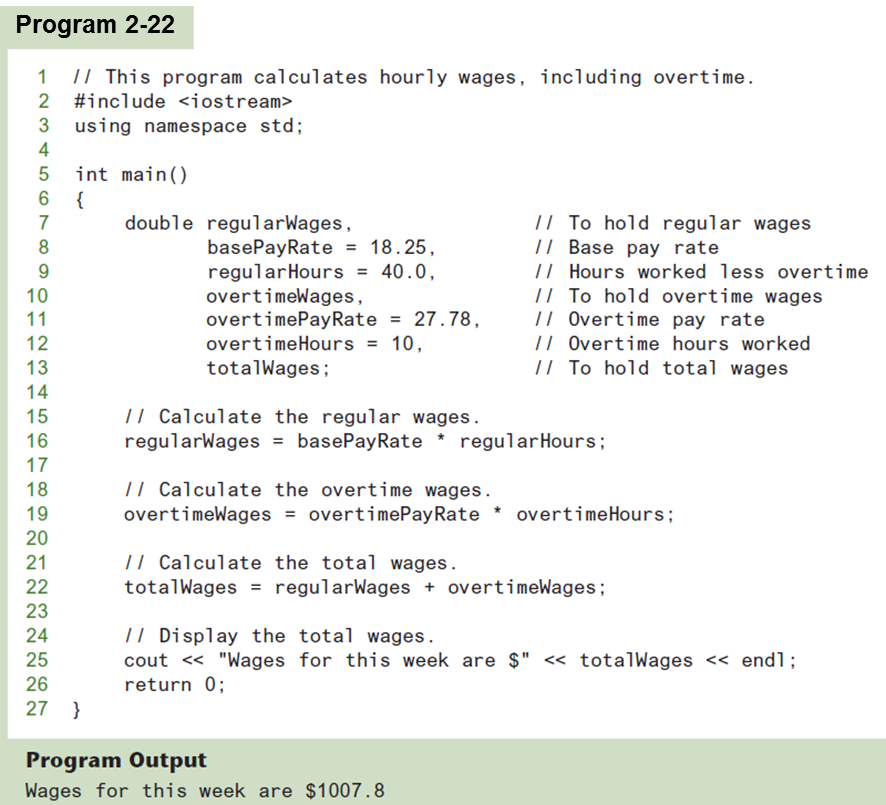 Program 2-22
1 // This program calculates hourly wages, including overtime.
2 #include <iostream>
3 using namespace std;
4
5 int main()
6 {
7 double regularWages, // To hold regular wages
8 basePayRate = 18.25, // Base pay rate
9 regularHours = 40.0, // Hours worked less overtime
10 overtimeWages, // To hold overtime wages
11 overtimePayRate = 27.78, // Overtime pay rate
12 overtimeHours = 10, // Overtime hours worked
13 totalWages; // To hold total wages
14
15 // Calculate the regular wages.
16 regularWages = basePayRate * regularHours;
17
18 // Calculate the overtime wages.
19 overtimeWages = overtimePayRate * overtimeHours;
20
21 // Calculate the total wages.
22 totalWages = regularWages + overtimeWages;
23
24 // Display the total wages.
25 cout << "Wages for this week are $" << totalWages << endl;
26 return 0;
27 }
Program Output
Wages for this week are $1007.8